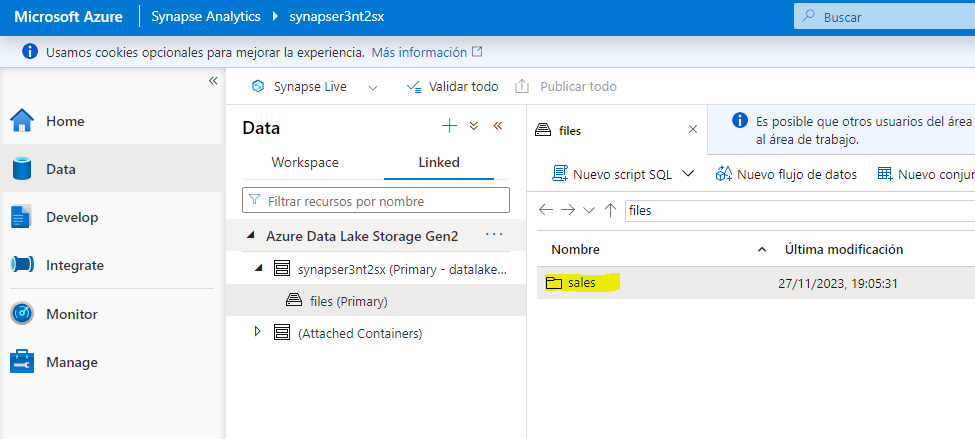 Microsoft Azure Synapse Analytics synapser3nt2sx Buscar
Usamos cookies opcionales para mejorar la experiencia. Más información
«
Home
Data
Develop
Integrate
Monitor
Manage
Synapse Live Validar todo Publicar todo
Data
Workspace Linked
Filtrar recursos por nombre
Azure Data Lake Storage Gen2 ...
synapser3nt2sx (Primary - datalake...
files (Primary)
(Attached Containers)
files
Es posible que otros usuarios del área
al área de trabajo.
Nuevo script SQL Nuevo flujo de datos Nuevo conjur
files
Nombre Última modificación
sales 27/11/2023, 19:05:31